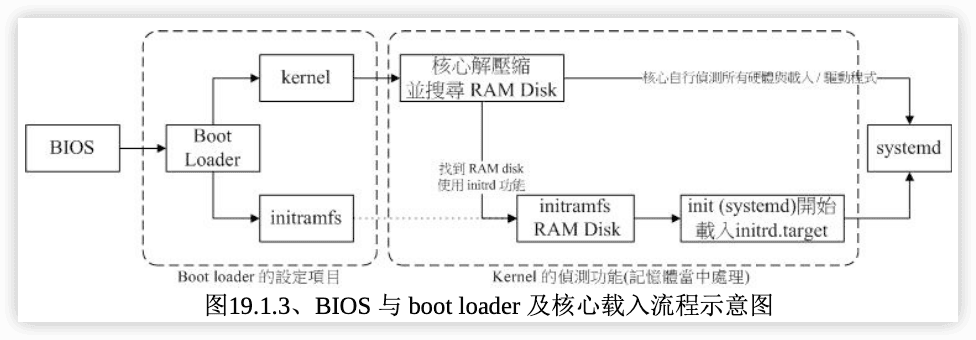 BIOS
Boot
Loader
kernel
initramfs
Boot loader 的設定項目
核心解壓縮
並搜尋 RAM Disk
核心自行偵測所有硬體與載入 / 驅動程式
找到 RAM disk
使用 initrd 功能
initramfs
RAM Disk
init (systemd)開始
載入initrd.target
Kernel 的偵測功能(記憶體當中處理)
systemd
图19.1.3、BIOS 与 boot loader 及核心载入流程示意图